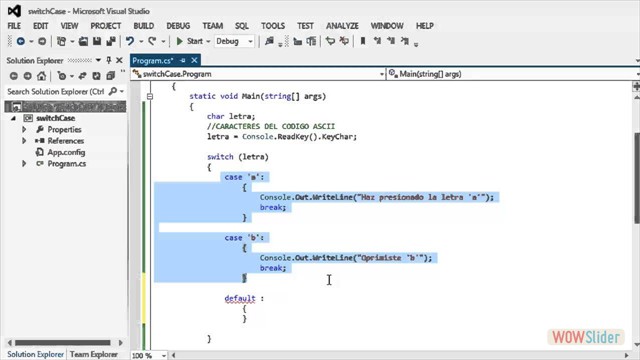 switchCase - Microsoft Visual Studio
FILE EDIT VIEW PROJECT BUILD DEBUG TEAM SQL TOOLS TEST ANALYZE WINDOW HELP
Start Debug
Solution Explorer
Search Solution Explorer
switchCase
Properties
References
App.config
Program.cs
Solution Explorer Team Explorer
Program.cs*
switchCase.Program
Main(string[] args)
{
static void Main(string[] args)
{
char letra;
//CARACTERES DEL CODIGO ASCII
letra = Console.ReadKey().KeyChar;
switch (letra)
{
case 'a':
{
Console.Out.WriteLine("Haz presionado la letra 'a'");
break;
}
case 'b':
{
Console.Out.WriteLine("Oprimiste 'b'");
break;
}
default :
{
}
}
100 %
WOWSlider